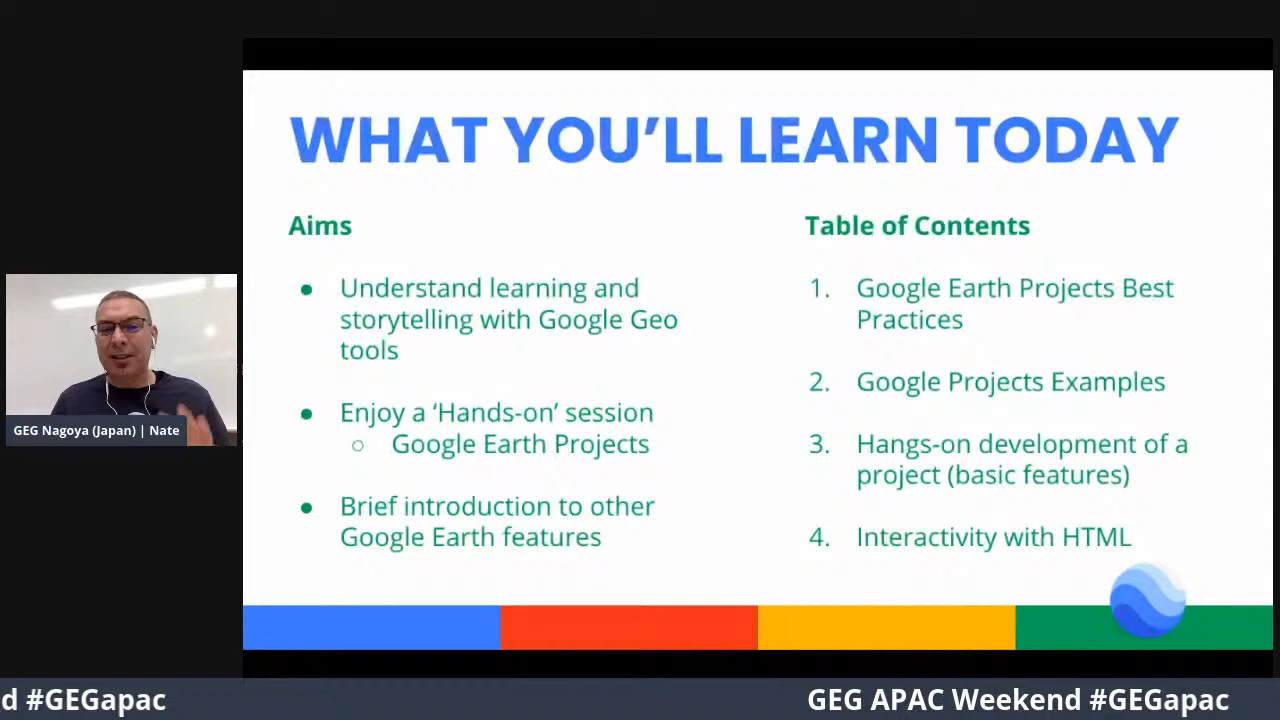 WHAT YOU'LL LEARN TODAY
Aims
● Understand learning and
storytelling with Google Geo
tools
● Enjoy a ‘Hands-on’ session
○ Google Earth Projects
● Brief introduction to other
Google Earth features
Table of Contents
1. Google Earth Projects Best
Practices
2. Google Projects Examples
3. Hangs-on development of a
project (basic features)
4. Interactivity with HTML
GEG Nagoya (Japan) | Nate
d #GEGapac
GEG APAC Weekend #GEGapac